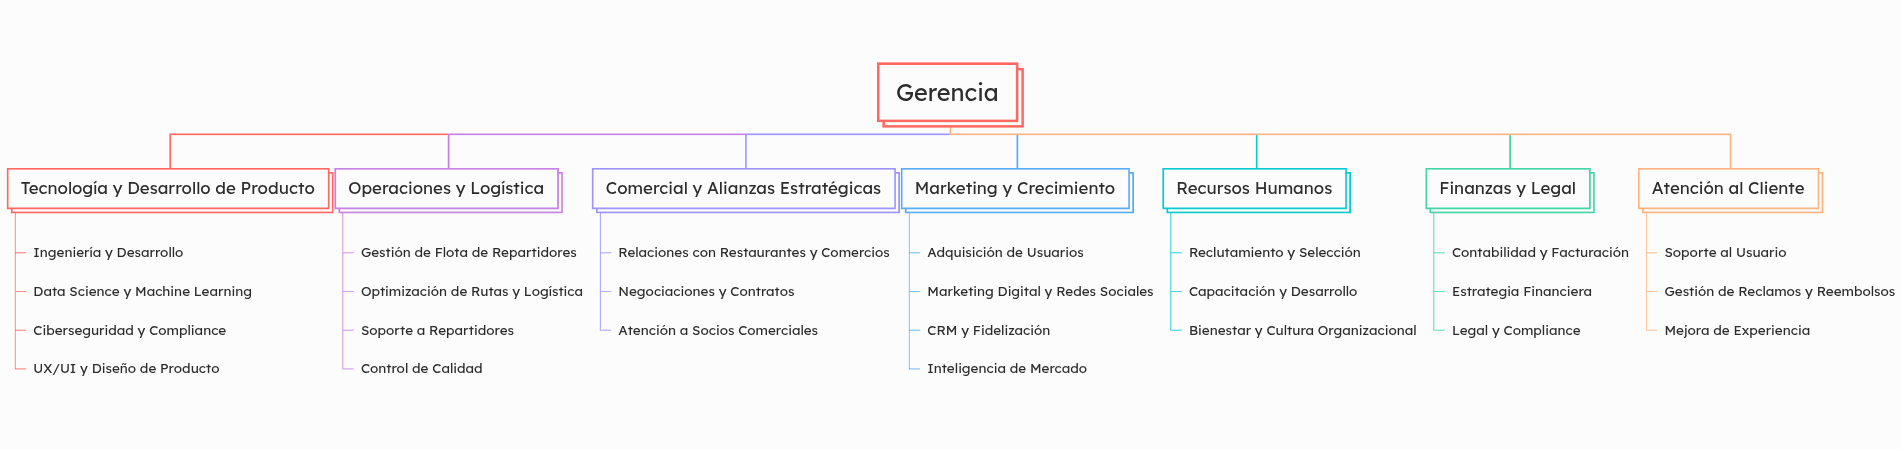 Gerencia
Tecnología y Desarrollo de Producto
Ingeniería y Desarrollo
Data Science y Machine Learning
Ciberseguridad y Compliance
UX/UI y Diseño de Producto
Operaciones y Logística
Gestión de Flota de Repartidores
Optimización de Rutas y Logística
Soporte a Repartidores
Control de Calidad
Comercial y Alianzas Estratégicas
Relaciones con Restaurantes y Comercios
Negociaciones y Contratos
Atención a Socios Comerciales
Marketing y Crecimiento
Adquisición de Usuarios
Marketing Digital y Redes Sociales
CRM y Fidelización
Inteligencia de Mercado
Recursos Humanos
Reclutamiento y Selección
Capacitación y Desarrollo
Bienestar y Cultura Organizacional
Finanzas y Legal
Contabilidad y Facturación
Estrategia Financiera
Legal y Compliance
Atención al Cliente
Soporte al Usuario
Gestión de Reclamos y Reembolsos
Mejora de Experiencia